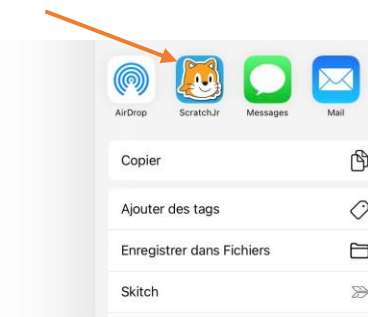 AirDrop ScratchJr Messages Mail
Copier
Ajouter des tags
Enregistrer dans Fichiers
Skitch